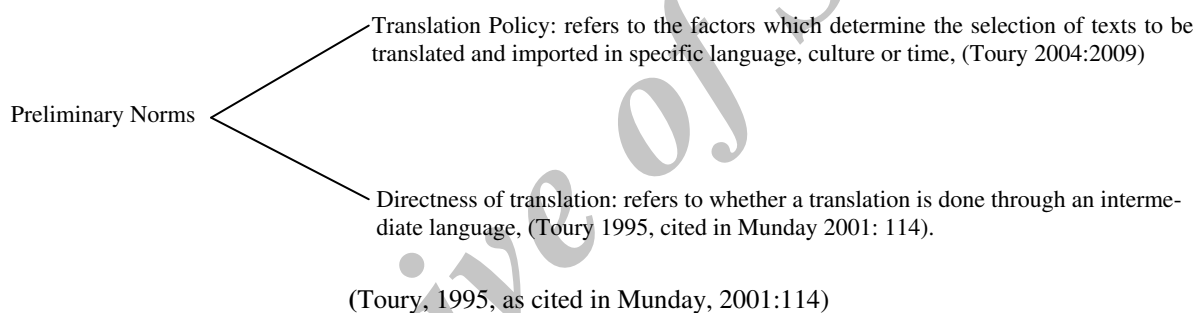 Translation Policy: refers to the factors which determine the selection of texts to be
translated and imported in specific language, culture or time, (Toury 2004:2009)
Preliminary Norms
Directness of translation: refers to whether a translation is done through an interme-
diate language, (Toury 1995, cited in Munday 2001: 114).
(Toury, 1995, as cited in Munday, 2001:114)
ive of S